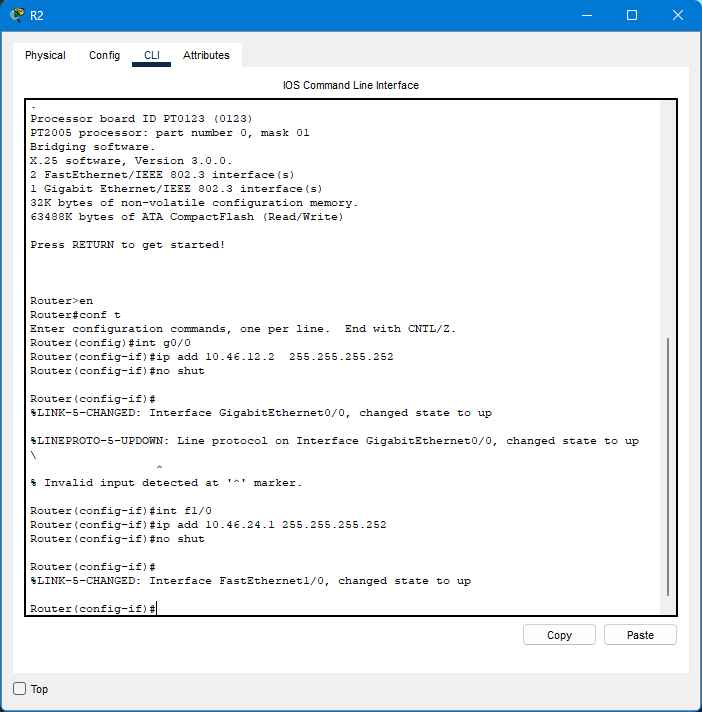 R2
Physical Config CLI Attributes
IOS Command Line Interface
.
Processor board ID PT0123 (0123)
PT2005 processor: part number 0, mask 01
Bridging software.
X.25 software, Version 3.0.0.
2 FastEthernet/IEEE 802.3 interface(s)
1 Gigabit Ethernet/IEEE 802.3 interface(s)
32K bytes of non-volatile configuration memory.
63488K bytes of ATA CompactFlash (Read/Write)
Press RETURN to get started!
Router>en
Router#conf t
Enter configuration commands, one per line.  End with CNTL/Z.
Router(config)#int g0/0
Router(config-if)#ip add 10.46.12.2  255.255.255.252
Router(config-if)#no shut
Router(config-if)#
%LINK-5-CHANGED: Interface GigabitEthernet0/0, changed state to up
%LINEPROTO-5-UPDOWN: Line protocol on Interface GigabitEthernet0/0, changed state to up
\
^
% Invalid input detected at '^' marker.
Router(config-if)#int f1/0
Router(config-if)#ip add 10.46.24.1 255.255.255.252
Router(config-if)#no shut
Router(config-if)#
%LINK-5-CHANGED: Interface FastEthernet1/0, changed state to up
Router(config-if)#
Copy Paste
Top